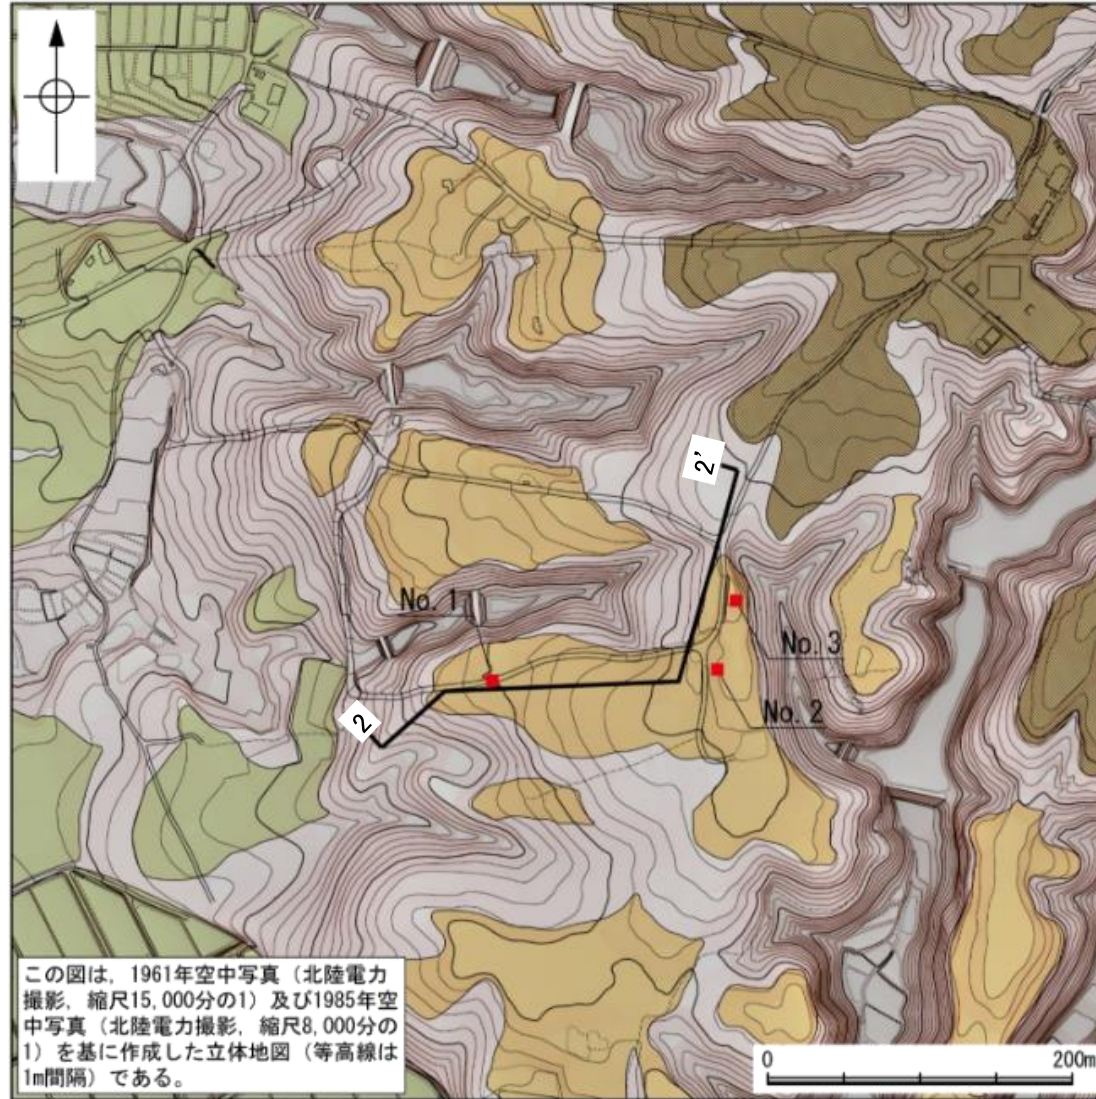 2’
No. 1
No. 3
No. 2
2
この図は，1961年空中写真（北陸電力
撮影，縮尺15,000分の1）及び1985年空
中写真（北陸電力撮影，縮尺8,000分の
1）を基に作成した立体地図（等高線は
1m間隔）である。
0 200m